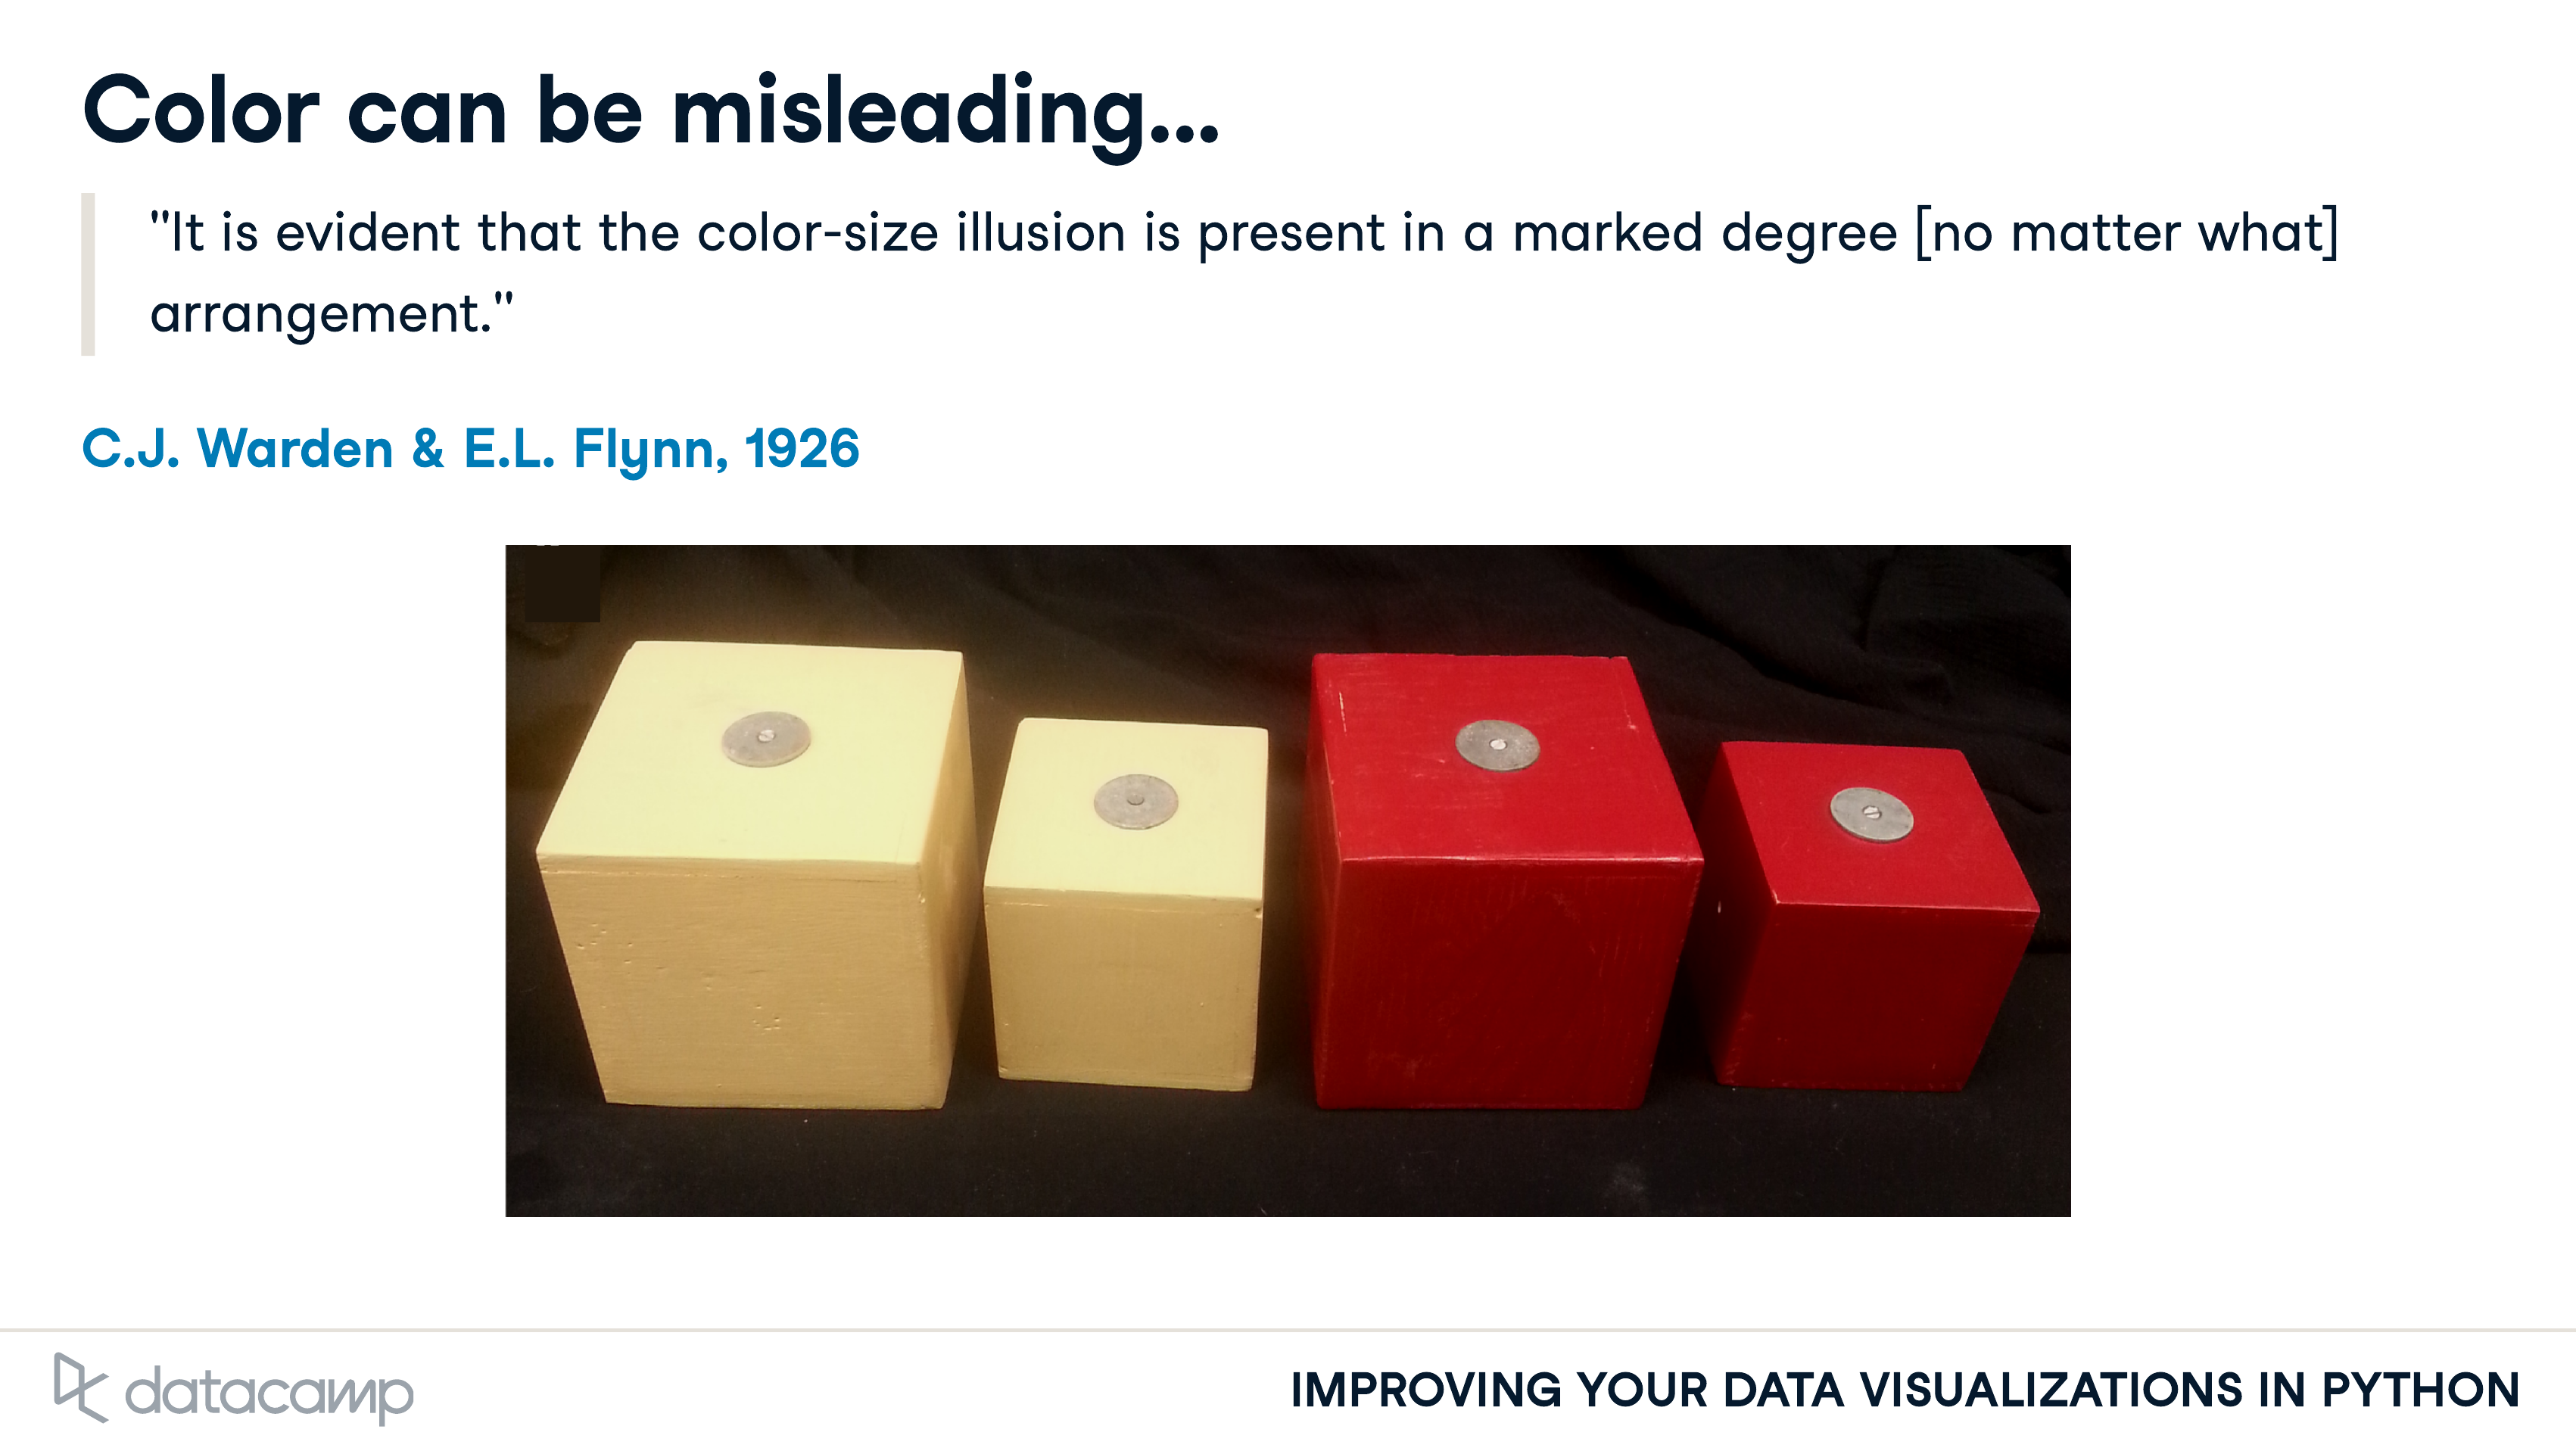 Color can be misleading...
"It is evident that the color-size illusion is present in a marked degree [no matter what]
arrangement."
C.J. Warden & E.L. Flynn, 1926
datacamp
IMPROVING YOUR DATA VISUALIZATIONS IN PYTHON